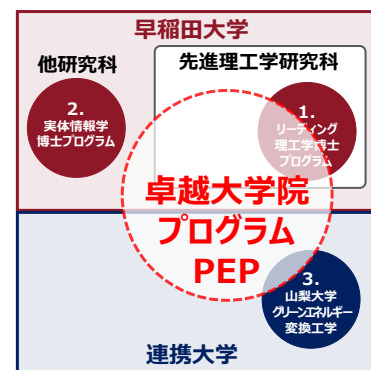 早稲田大学
他研究科
先進理工学研究科
2.
実体情報学
博士プログラム
1.
リーディング
理工学博士
プログラム
卓越大学院
プログラム
PEP
3.
山梨大学
グリーンエネルギー
変換工学
連携大学